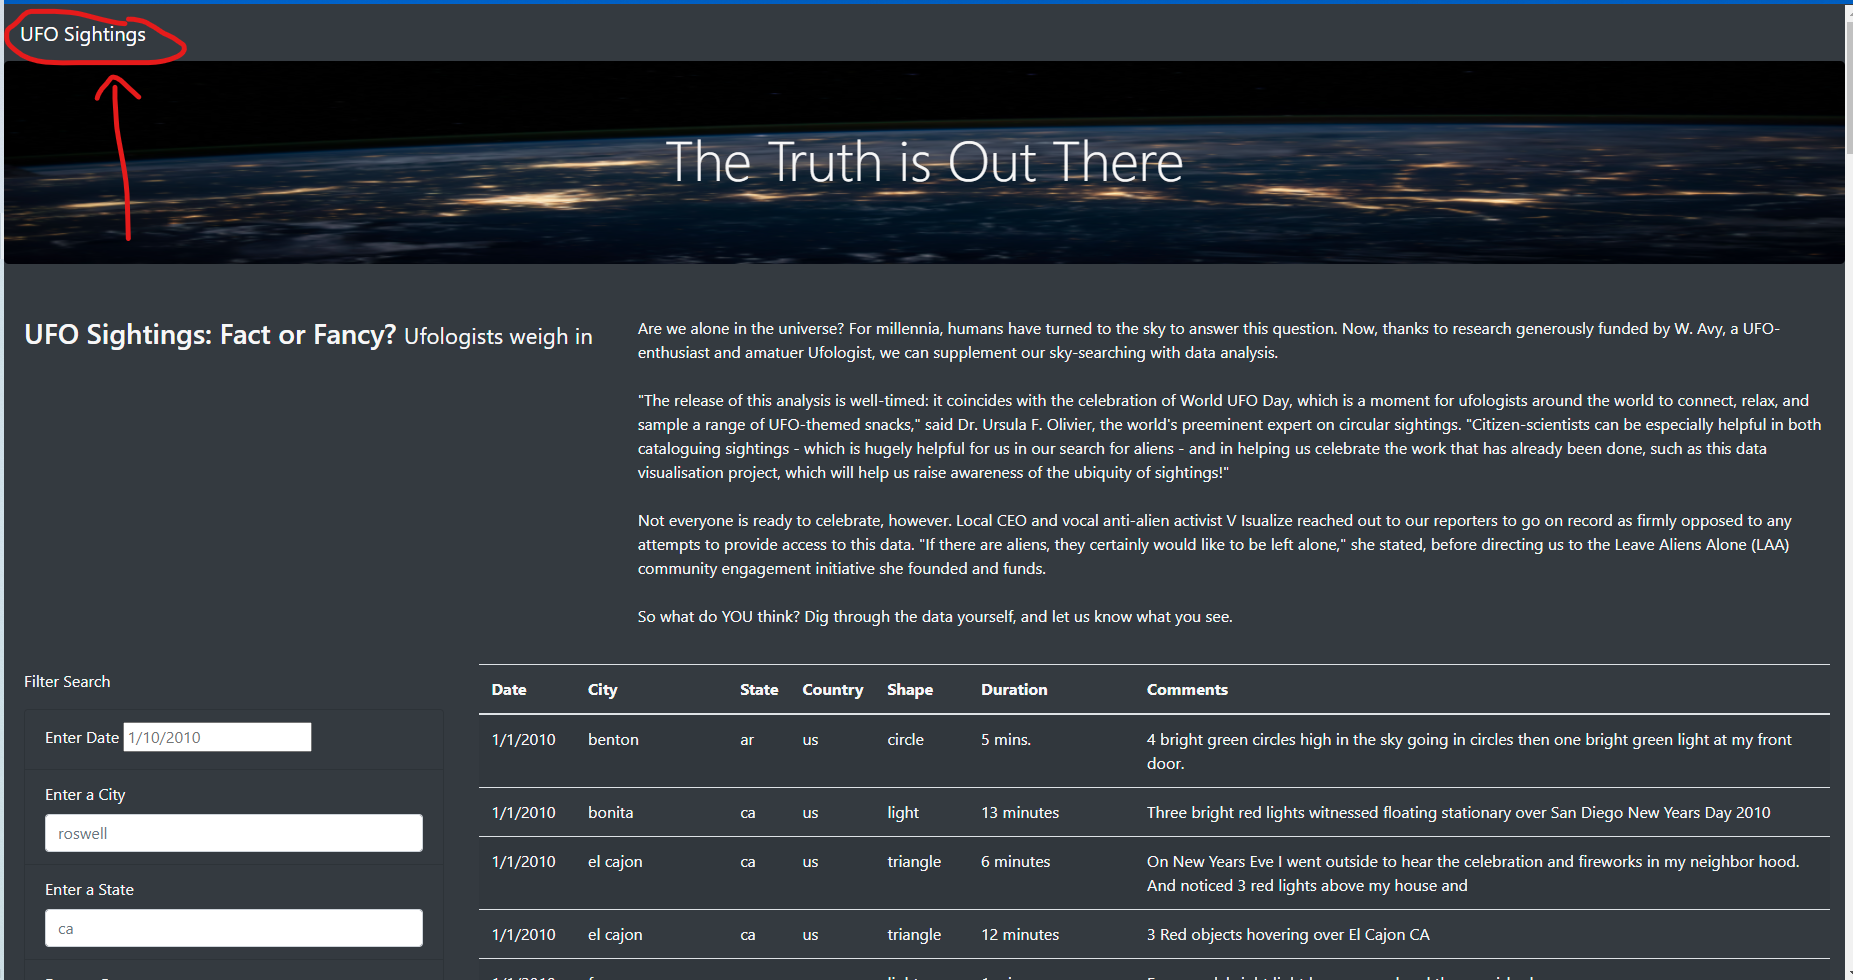 UFO Sightings
The Truth is Out There
UFO Sightings: Fact or Fancy? Ufologists weigh in
Are we alone in the universe? For millennia, humans have turned to the sky to answer this question. Now, thanks to research generously funded by W. Avy, a UFO-
enthusiast and amatuer Ufologist, we can supplement our sky-searching with data analysis.
"The release of this analysis is well-timed: it coincides with the celebration of World UFO Day, which is a moment for ufologists around the world to connect, relax, and
sample a range of UFO-themed snacks," said Dr. Ursula F. Olivier, the world's preeminent expert on circular sightings. "Citizen-scientists can be especially helpful in both
cataloguing sightings - which is hugely helpful for us in our search for aliens - and in helping us celebrate the work that has already been done, such as this data
visualisation project, which will help us raise awareness of the ubiquity of sightings!"
Not everyone is ready to celebrate, however. Local CEO and vocal anti-alien activist V Isualize reached out to our reporters to go on record as firmly opposed to any
attempts to provide access to this data. "If there are aliens, they certainly would like to be left alone," she stated, before directing us to the Leave Aliens Alone (LAA)
community engagement initiative she founded and funds.
So what do YOU think? Dig through the data yourself, and let us know what you see.
Filter Search
Enter Date 1/10/2010
Enter a City
roswell
Enter a State
ca
Date City State Country Shape Duration Comments
1/1/2010 benton ar us circle 5 mins. 4 bright green circles high in the sky going in circles then one bright green light at my front
door.
1/1/2010 bonita ca us light 13 minutes Three bright red lights witnessed floating stationary over San Diego New Years Day 2010
1/1/2010 el cajon ca us triangle 6 minutes On New Years Eve I went outside to hear the celebration and fireworks in my neighbor hood.
And noticed 3 red lights above my house and
1/1/2010 el cajon ca us triangle 12 minutes 3 Red objects hovering over El Cajon CA